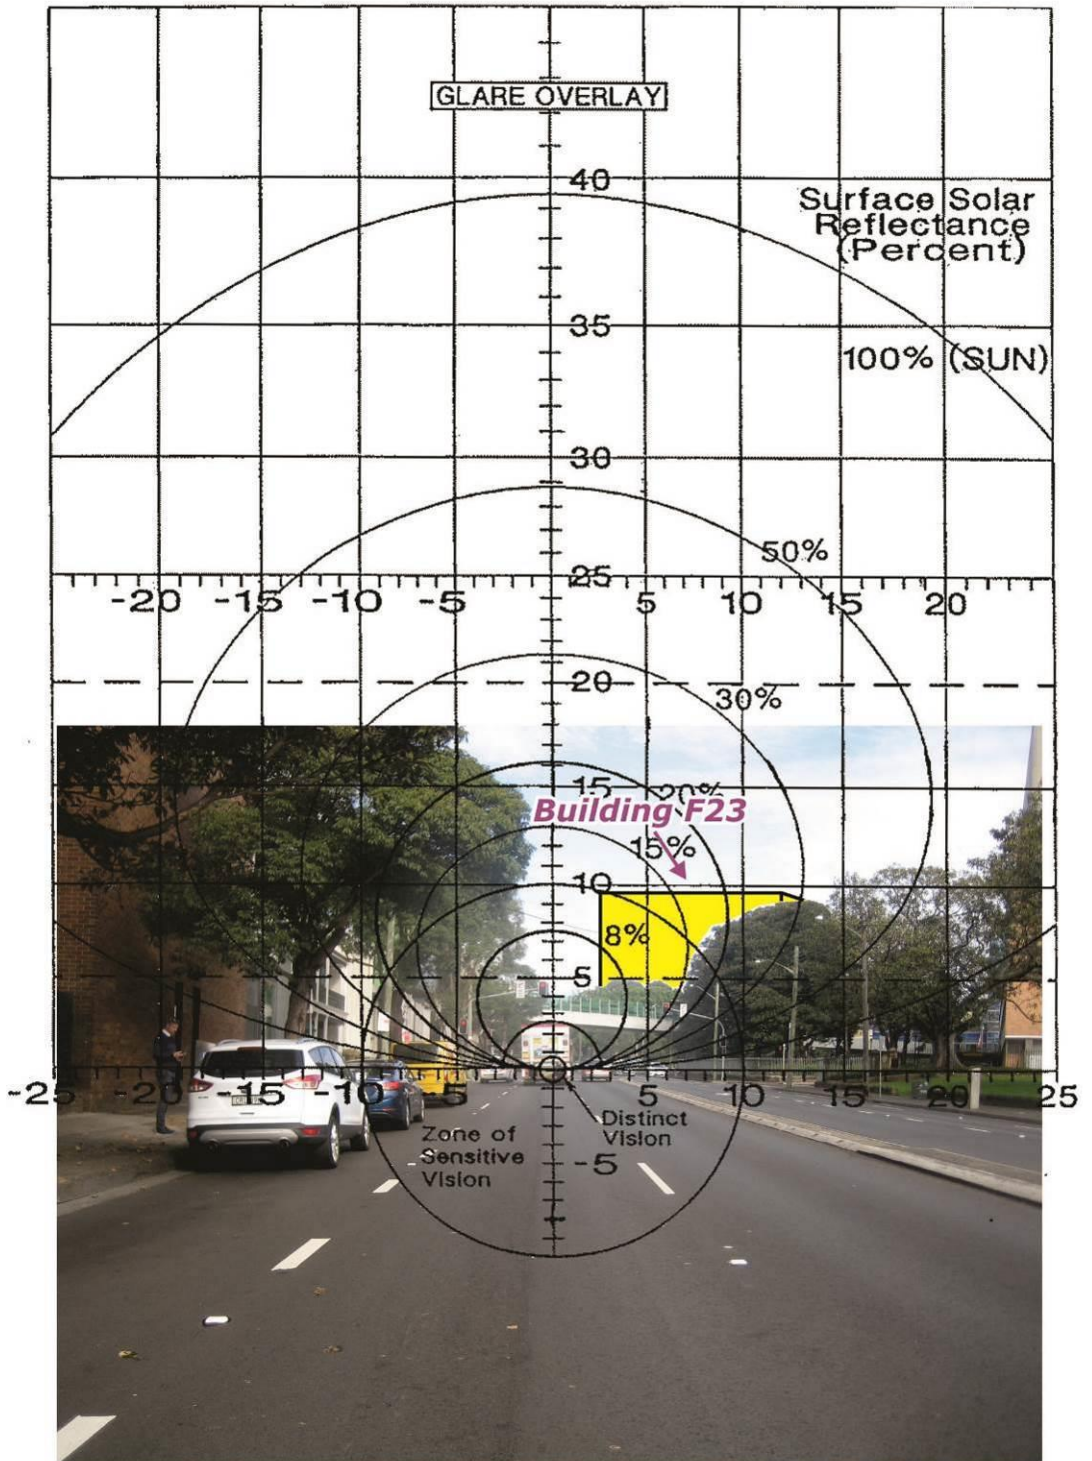 GLARE OVERLAY
40
Surface Solar
Reflectance
(Percent)
35
100% (SUN)
30
50%
25
-20 -15 -10 -5 5 10 15 20
20
30%
15 20%
Building F23
15%
10
8%
5
-25 -20 -15 -10 -5 5 10 15 20 25
Distinct
Vision
Zone of
Sensitive
Vision
-5